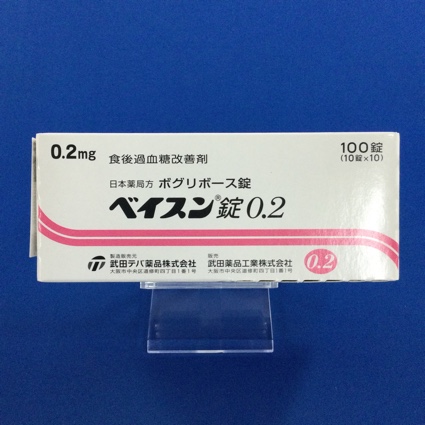 0.2mg
食後過血糖改善剤
100錠
(10錠×10)
日本薬局方 ボグリボース錠
ベイスン®錠0.2
製造販売元
武田テバ薬品株式会社
大阪市中央区道修町四丁目1番1号
販売
武田薬品工業株式会社
大阪市中央区道修町四丁目1番1号
0.2